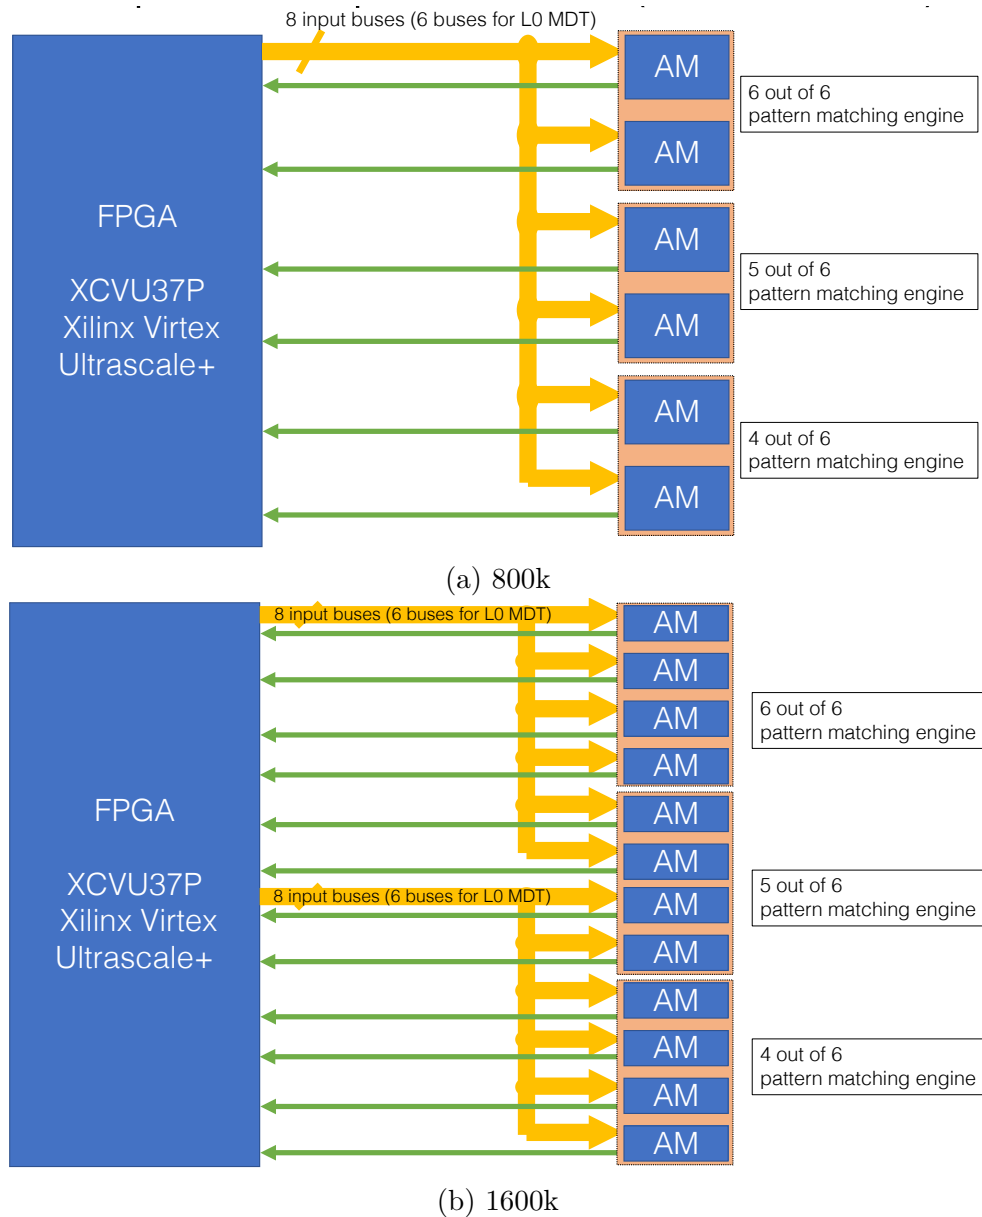 8 input buses (6 buses for L0 MDT)
FPGA
XCVU37P
Xilinx Virtex
Ultrascale+
AM
AM
6 out of 6
pattern matching engine
AM
AM
5 out of 6
pattern matching engine
AM
AM
4 out of 6
pattern matching engine
(a) 800k
8 input buses (6 buses for L0 MDT)
FPGA
XCVU37P
Xilinx Virtex
Ultrascale+
8 input buses (6 buses for L0 MDT)
AM
AM
AM
AM
6 out of 6
pattern matching engine
AM
AM
AM
AM
5 out of 6
pattern matching engine
AM
AM
AM
AM
4 out of 6
pattern matching engine
(b) 1600k